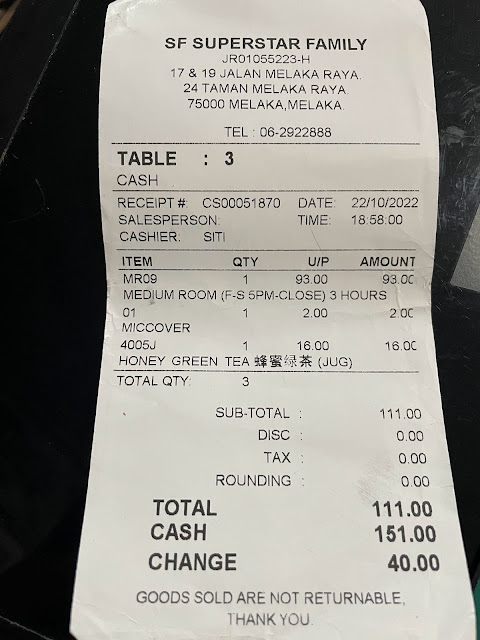 SF SUPERSTAR FAMILY
JR01055223-H
17 & 19 JALAN MELAKA RAYA.
24 TAMAN MELAKA RAYA.
75000 MELAKA,MELAKA.
TEL : 06-2922888
TABLE : 3
CASH
RECEIPT #: CS00051870 DATE: 22/10/2022
SALESPERSON: TIME: 18:58:00
CASHIER: SITI
ITEM QTY U/P AMOUNT
MR09 1 93.00 93.00
MEDIUM ROOM (F-S 5PM-CLOSE) 3 HOURS
01 1 2.00 2.00
MICCOVER
4005J 1 16.00 16.00
HONEY GREEN TEA 蜂蜜绿茶 (JUG)
TOTAL QTY: 3
SUB-TOTAL : 111.00
DISC : 0.00
TAX : 0.00
ROUNDING : 0.00
TOTAL 111.00
CASH 151.00
CHANGE 40.00
GOODS SOLD ARE NOT RETURNABLE,
THANK YOU.